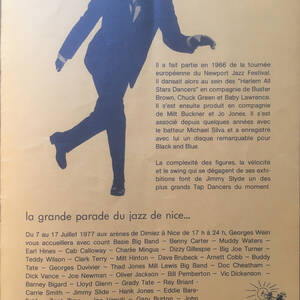 Il a fait partie en 1966 de la tournée
européenne du Newport Jazz Festival.
Il dansait alors au sein des "Harlem All
Stars Dancers" en compagnie de Buster
Brown, Chuck Green et Baby Lawrence.
Il s'est ensuite produit en compagnie
de Milt Buckner et Jo Jones. Il s'est
associé depuis quelques années avec
le batteur Michael Silva et a enregistré
avec lui un disque remarquable pour
Black and Blue.
La complexité des figures, la vélocité
et le swing qui se dégagent de ses exhibitions
font de Jimmy Slyde un des
plus grands Tap Dancers du moment.
la grande parade du jazz de nice...
Du 7 au 17 Juillet 1977 aux arènes de Cimiez à Nice de 17 h à 24 h, Georges Wein
vous accueillera avec count Basie Big Band – Benny Carter – Muddy Waters –
Earl Hines – Cab Calloway – Charlie Mingus – Dizzy Gillespie – Big Joe Turner –
Teddy Wilson – Clark Terry – Milt Hinton – Dave Brubeck – Arnett Cobb – Buddy
Tate – Georges Duvivier – Thad Jones Mel Lewis Big Band – Doc Cheatham –
Dick Vance – Joe Newman – Oliver Jackson – Bill Pemberton – Vic Dickenson –
Barney Bigard – Lloyd Glenn – Grady Tate – Ray Briant –
Carrie Smith – Jimmy Slide – Hank Jones – Eddie Bare-